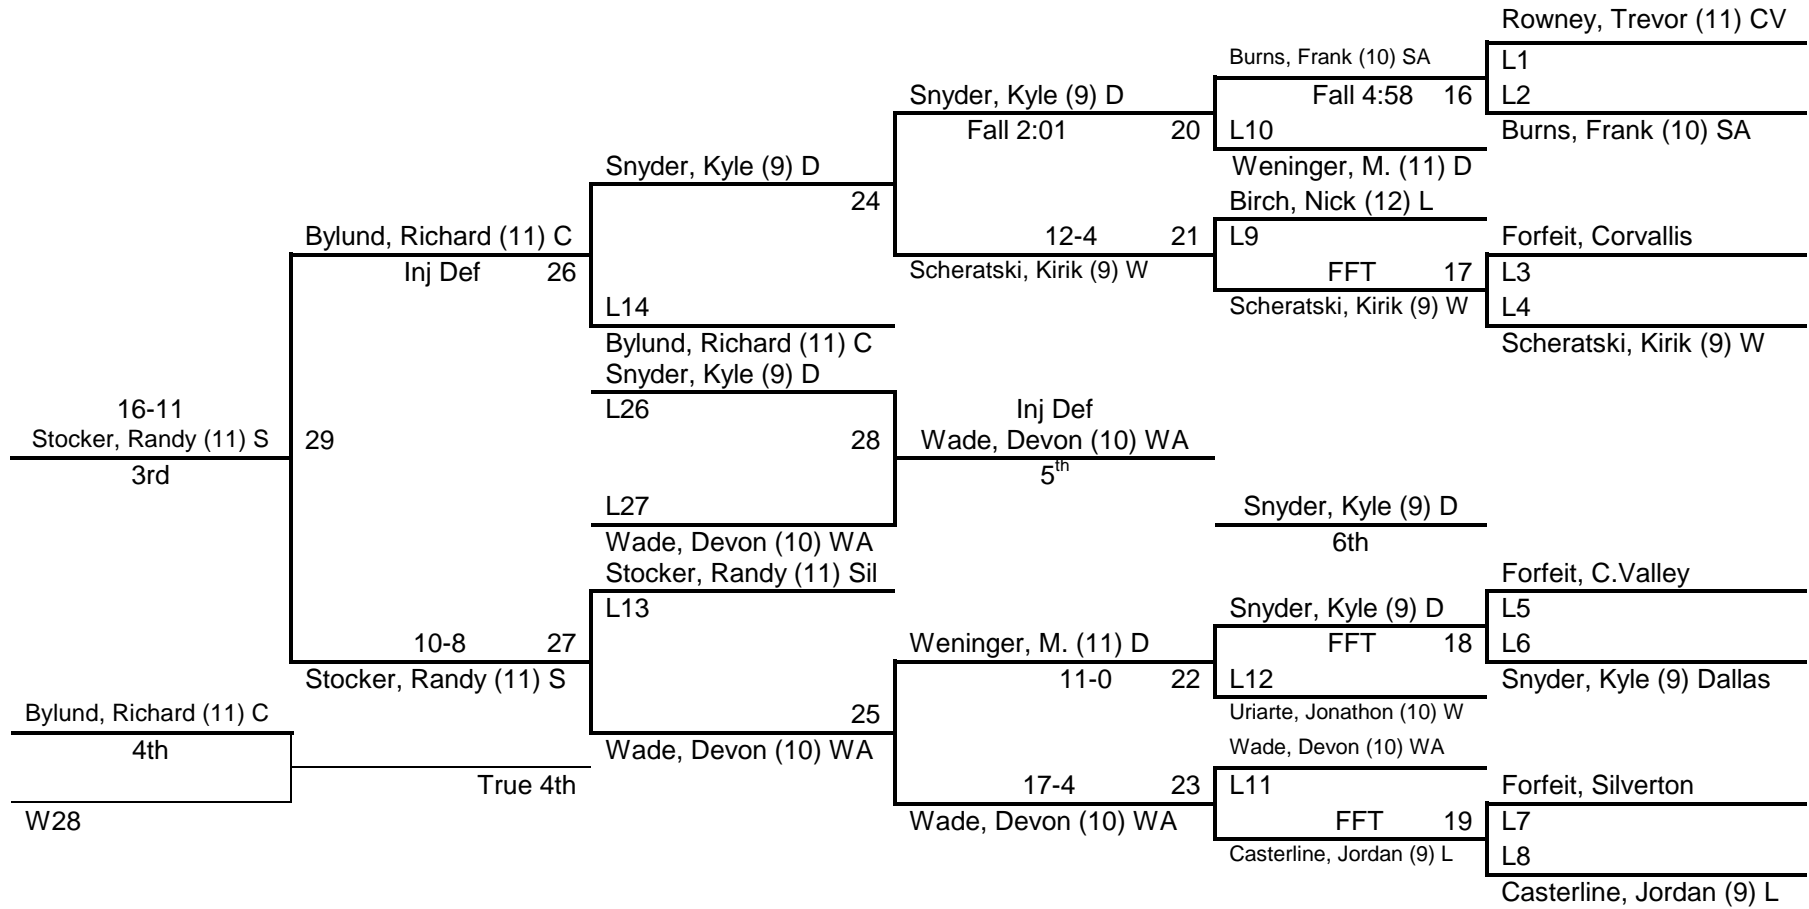 Rowney, Trevor (11) CV
Burns, Frank (10) SA L1
Snyder, Kyle (9) D Fall 4:58 16 L2
Fall 2:01 20 L10 Burns, Frank (10) SA
Snyder, Kyle (9) D Weninger, M. (11) D
24 Birch, Nick (12) L
Bylund, Richard (11) C 12-4 21 L9 Forfeit, Corvallis
Inj Def 26 Scheratski, Kirik (9) W FFT 17 L3
L14 Scheratski, Kirik (9) W L4
Bylund, Richard (11) C Scheratski, Kirik (9) W
Snyder, Kyle (9) D
16-11 L26 Inj Def
Stocker, Randy (11) S 29 28 Wade, Devon (10) WA
3rd 5th
L27 Snyder, Kyle (9) D
Wade, Devon (10) WA 6th
Stocker, Randy (11) Sil Forfeit, C.Valley
L13 Snyder, Kyle (9) D L5
10-8 27 Weninger, M. (11) D FFT 18 L6
Stocker, Randy (11) S 11-0 22 L12 Snyder, Kyle (9) Dallas
Bylund, Richard (11) C 25 Uriarte, Jonathon (10) W
4th Wade, Devon (10) WA Wade, Devon (10) WA
True 4th 17-4 23 L11 Forfeit, Silverton
W28 Wade, Devon (10) WA FFT 19 L7
Casterline, Jordan (9) L L8
Casterline, Jordan (9) L